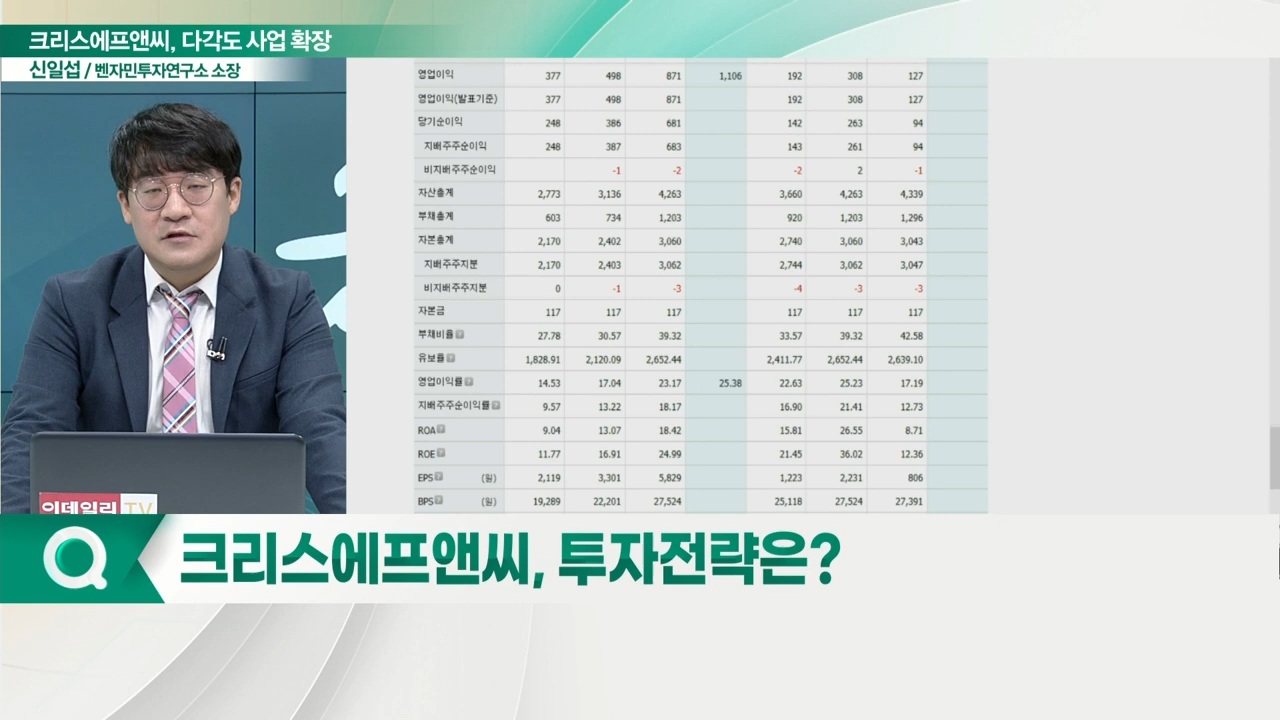 크리스에프앤씨, 다각도 사업 확장
신일섭 / 벤자민투자연구소 소장
영업이익 377 498 871 1,106 192 308 127
영업이익(발표기준) 377 498 871 192 308 127
당기순이익 248 386 681 142 263 94
지배주주순이익 248 387 683 143 261 94
비지배주주순이익 -1 -2 -2 2 -1
자산총계 2,773 3,136 4,263 3,660 4,263 4,339
부채총계 603 734 1,203 920 1,203 1,296
자본총계 2,170 2,402 3,060 2,740 3,060 3,043
지배주주지분 2,170 2,403 3,062 2,744 3,062 3,047
비지배주주지분 0 -1 -3 -4 -3 -3
자본금 117 117 117 117 117 117
부채비율 27.78 30.57 39.32 33.57 39.32 42.58
유보율 1,828.91 2,120.09 2,652.44 2,411.77 2,652.44 2,639.10
영업이익률 14.53 17.04 23.17 25.38 22.63 25.23 17.19
지배주주순이익률 9.57 13.22 18.17 16.90 21.41 12.73
ROA 9.04 13.07 18.42 15.81 26.55 8.71
ROE 11.77 16.91 24.99 21.45 36.02 12.36
EPS (원) 2,119 3,301 5,829 1,223 2,231 806
BPS (원) 19,289 22,201 27,524 25,118 27,524 27,391
이데일리TV
Q 크리스에프앤씨, 투자전략은?